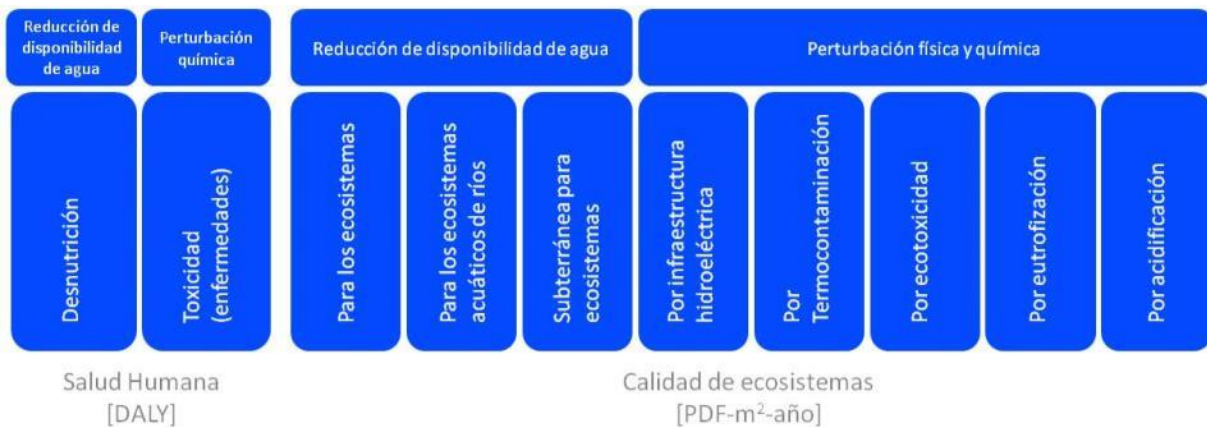 Reducción de
disponibilidad
de agua
Perturbación
química
Reducción de disponibilidad de agua
Perturbación física y química
Desnutrición
Toxicidad
(enfermedades)
Para los ecosistemas
Para los ecosistemas
acuáticos de ríos
Subterránea para
ecosistemas
Por infraestructura
hidroeléctrica
Por
Termocontaminación
Por ecotoxicidad
Por eutrofización
Por acidificación
Salud Humana
[DALY]
Calidad de ecosistemas
[PDF-m²-año]